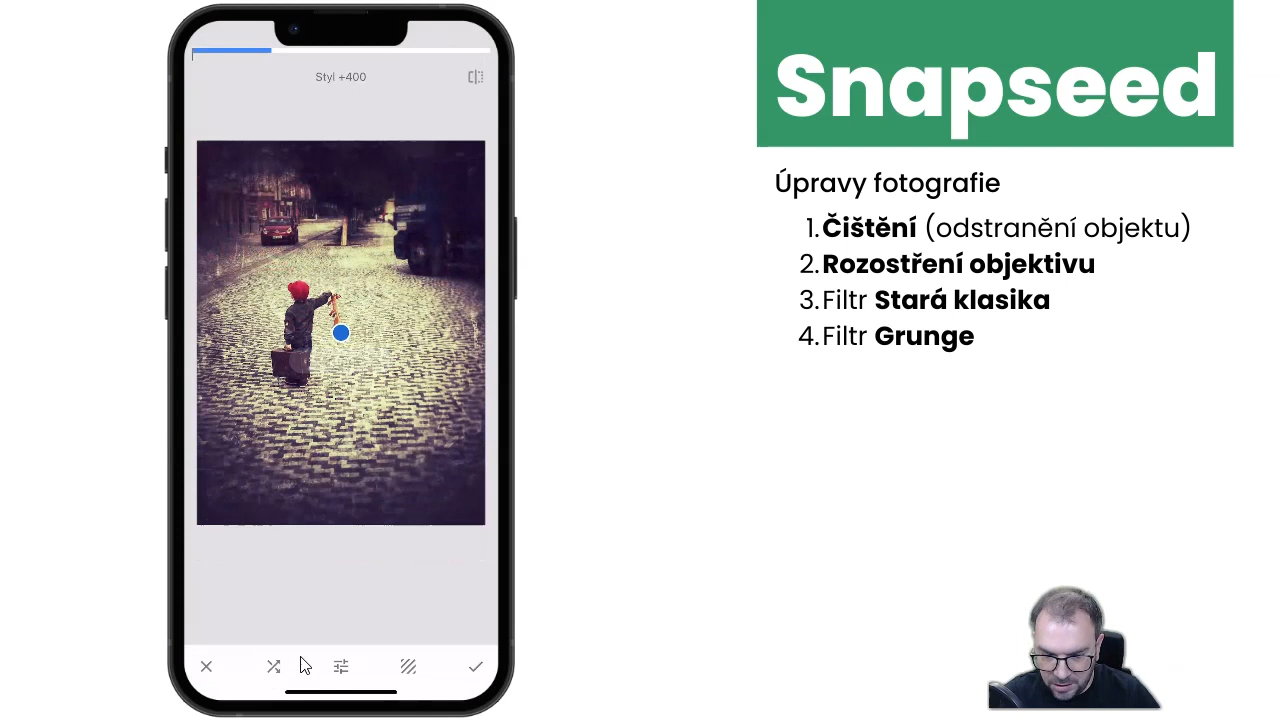 Styl +400
Snapseed
Úpravy fotografie
1. Čištění (odstranění objektu)
2. Rozostření objektivu
3. Filtr Stará klasika
4. Filtr Grunge